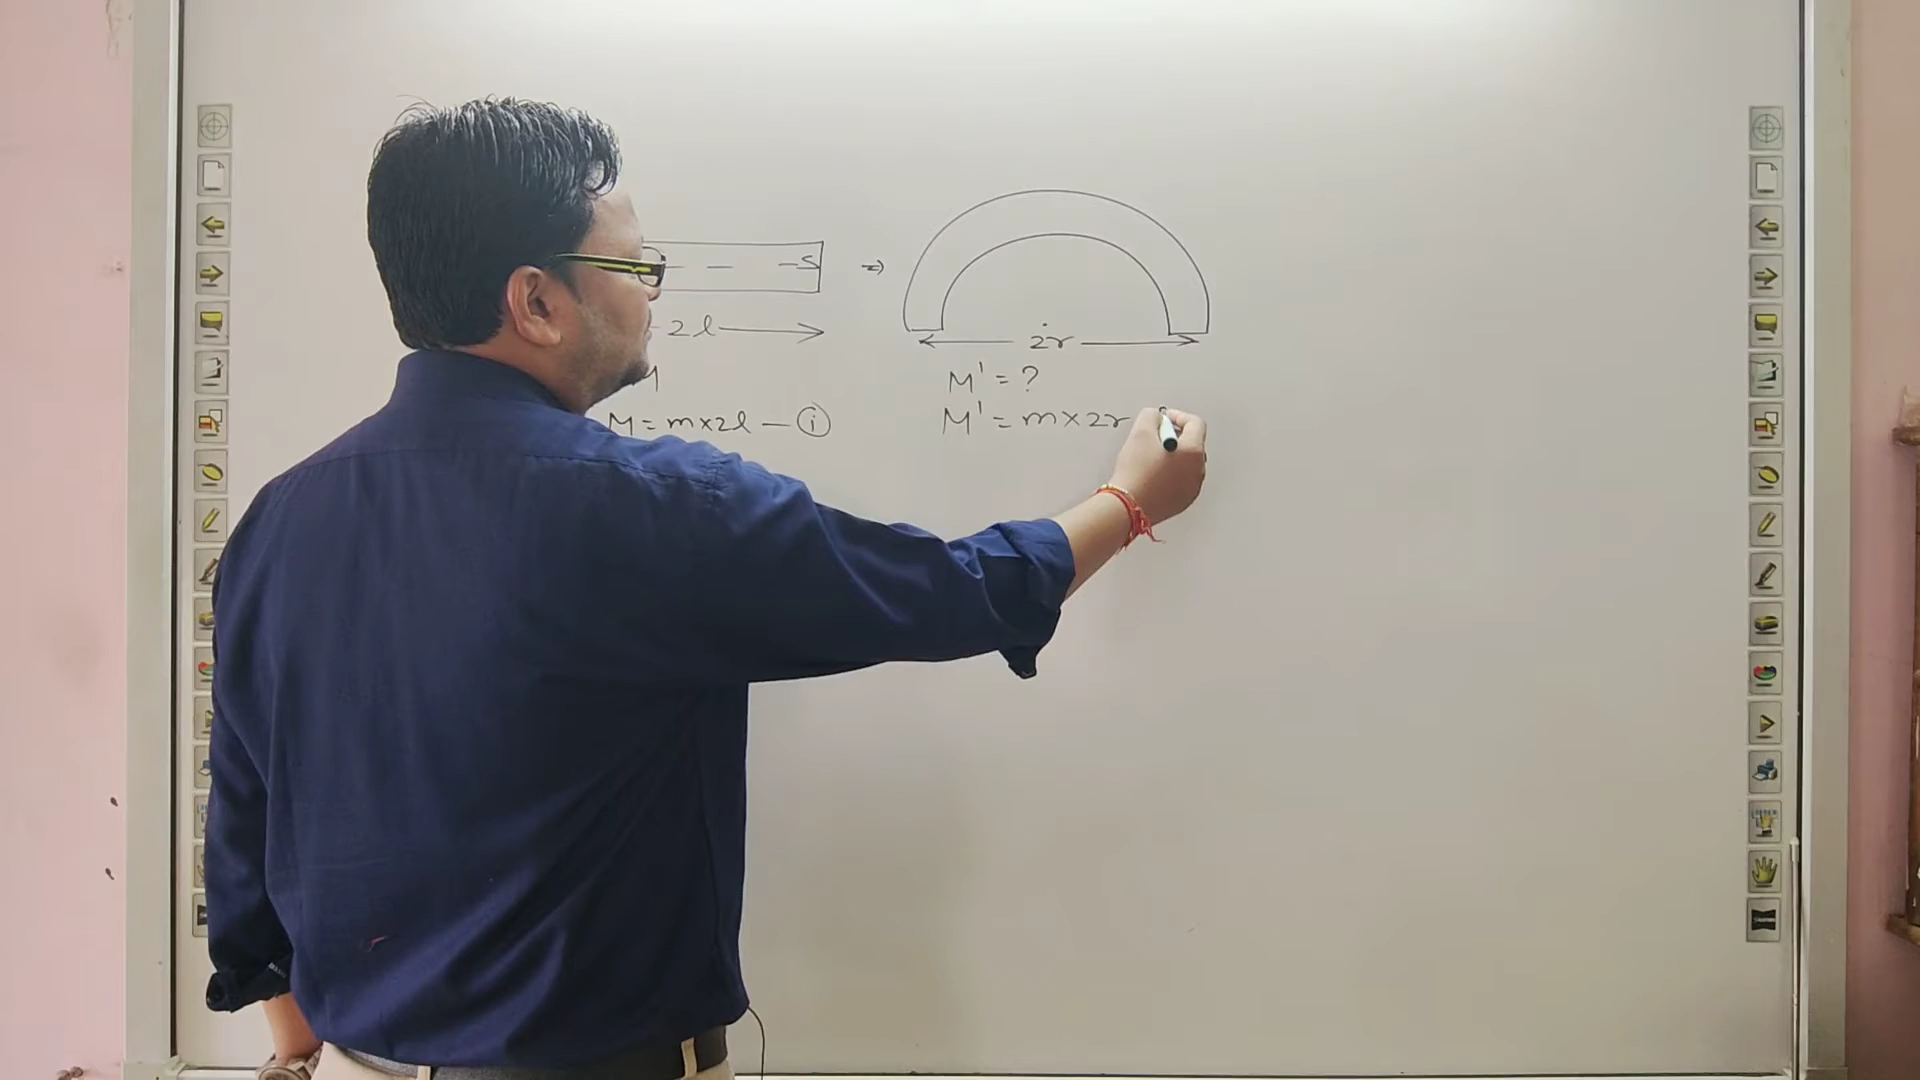 -S
=>
2l
2r
M
M' = ?
M = m×2l — (i)
M' = m×2r